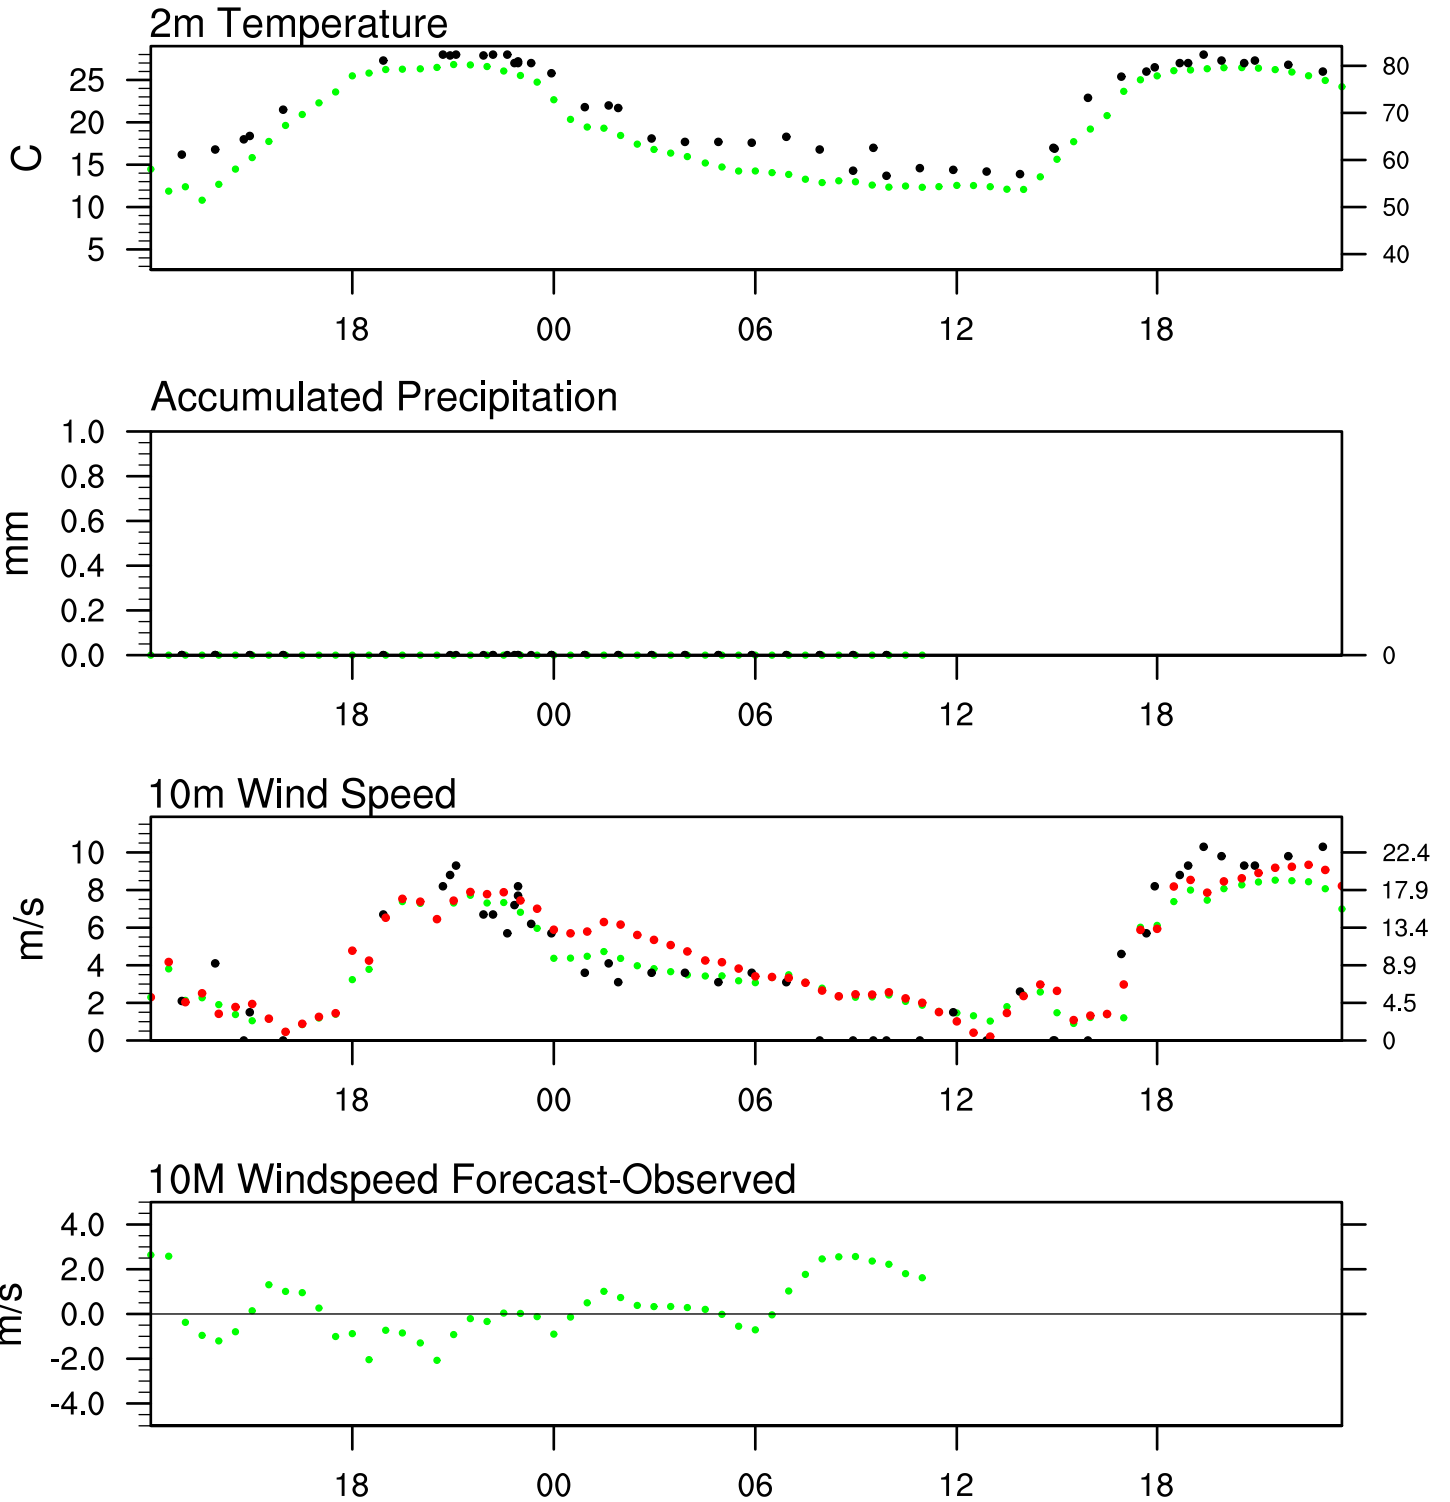 2m Temperature
25
20
15
10
5
C
80
70
60
50
40
18 00 06 12 18
Accumulated Precipitation
1.0
0.8
0.6
0.4
0.2
0.0
mm
0
18 00 06 12 18
10m Wind Speed
10
8
6
4
2
0
m/s
22.4
17.9
13.4
8.9
4.5
0
18 00 06 12 18
10M Windspeed Forecast-Observed
4.0
2.0
0.0
-2.0
-4.0
m/s
18 00 06 12 18